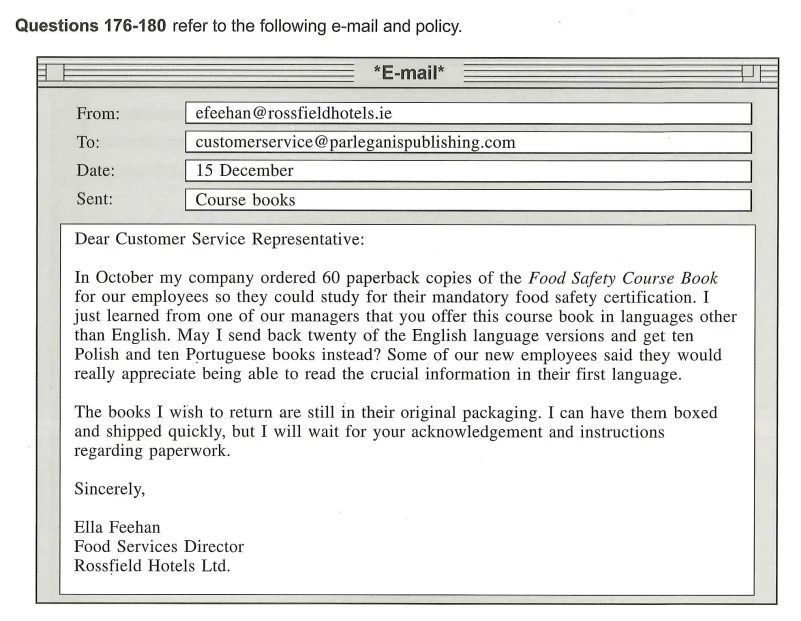 Questions 176-180 refer to the following e-mail and policy.
*E-mail*
From: efeehan@rossfieldhotels.ie
To: customerservice@parleganispublishing.com
Date: 15 December
Sent: Course books
Dear Customer Service Representative:
In October my company ordered 60 paperback copies of the Food Safety Course Book
for our employees so they could study for their mandatory food safety certification. I
just learned from one of our managers that you offer this course book in languages other
than English. May I send back twenty of the English language versions and get ten
Polish and ten Portuguese books instead? Some of our new employees said they would
really appreciate being able to read the crucial information in their first language.
The books I wish to return are still in their original packaging. I can have them boxed
and shipped quickly, but I will wait for your acknowledgement and instructions
regarding paperwork.
Sincerely,
Ella Feehan
Food Services Director
Rossfield Hotels Ltd.